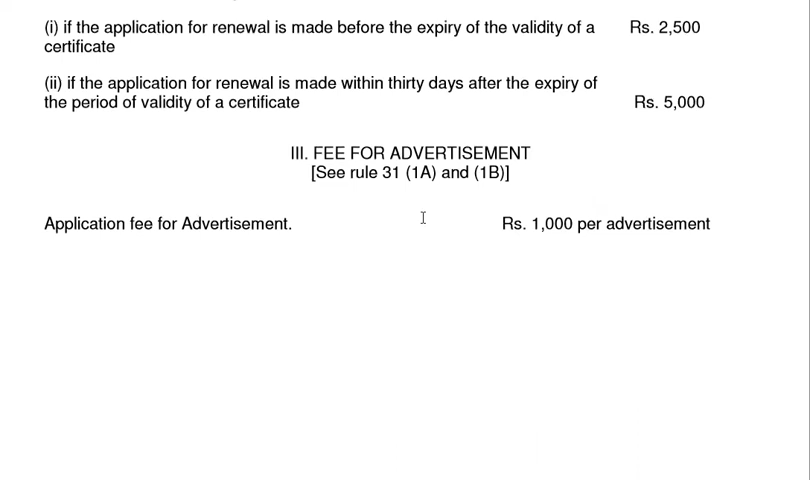 (i) if the application for renewal is made before the expiry of the validity of a Rs. 2,500
certificate
(ii) if the application for renewal is made within thirty days after the expiry of
the period of validity of a certificate Rs. 5,000
III. FEE FOR ADVERTISEMENT
[See rule 31 (1A) and (1B)]
Application fee for Advertisement. Rs. 1,000 per advertisement